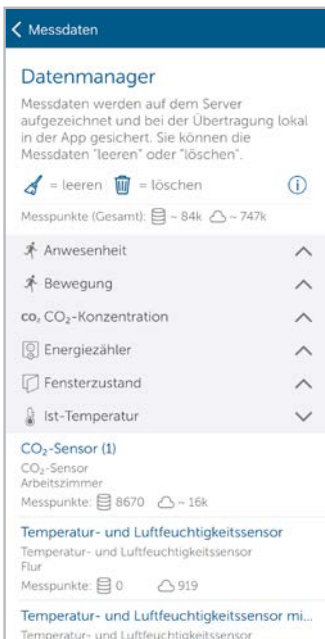 Messdaten
Datenmanager
Messdaten werden auf dem Server
aufgezeichnet und bei der Übertragung lokal
in der App gesichert. Sie können die
Messdaten "leeren" oder "löschen".
= leeren = löschen
Messpunkte (Gesamt): ~ 84k ~ 747k
Anwesenheit
Bewegung
CO₂ CO₂-Konzentration
Energiezähler
Fensterzustand
Ist-Temperatur
CO₂-Sensor (1)
CO₂-Sensor
Arbeitszimmer
Messpunkte: 8670 ~ 16k
Temperatur- und Luftfeuchtigkeitssensor
Temperatur- und Luftfeuchtigkeitssensor
Flur
Messpunkte: 0 919
Temperatur- und Luftfeuchtigkeitssensor mi...
Temperatur- und Luftfeuchtigkeitssensor